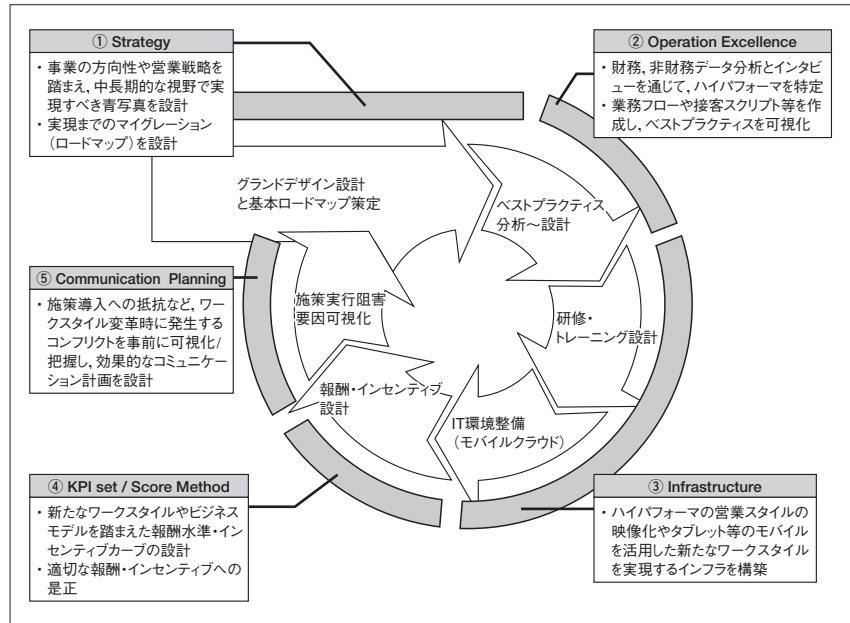 ① Strategy
・ 事業の方向性や営業戦略を
踏まえ，中長期的な視野で実
現すべき青写真を設計
・ 実現までのマイグレーション
（ロードマップ）を設計
② Operation Excellence
・ 財務，非財務データ分析とインタビ
ューを通じて，ハイパフォーマを特定
・ 業務フローや接客スクリプト等を作
成し，ベストプラクティスを可視化
グランドデザイン設計
と基本ロードマップ策定
ベストプラクティス
分析～設計
研修・
トレーニング設計
IT環境整備
（モバイルクラウド）
報酬・インセンティブ
設計
施策実行阻害
要因可視化
⑤ Communication Planning
・ 施策導入への抵抗など，ワー
クスタイル変革時に発生する
コンフリクトを事前に可視化/
把握し，効果的なコミュニケー
ション計画を設計
④ KPI set / Score Method
・ 新たなワークスタイルやビジネス
モデルを踏まえた報酬水準・イン
センティブカーブの設計
・ 適切な報酬・インセンティブへの
是正
③ Infrastructure
・ ハイパフォーマの営業スタイルの
映像化やタブレット等のモバイル
を活用した新たなワークスタイル
を実現するインフラを構築